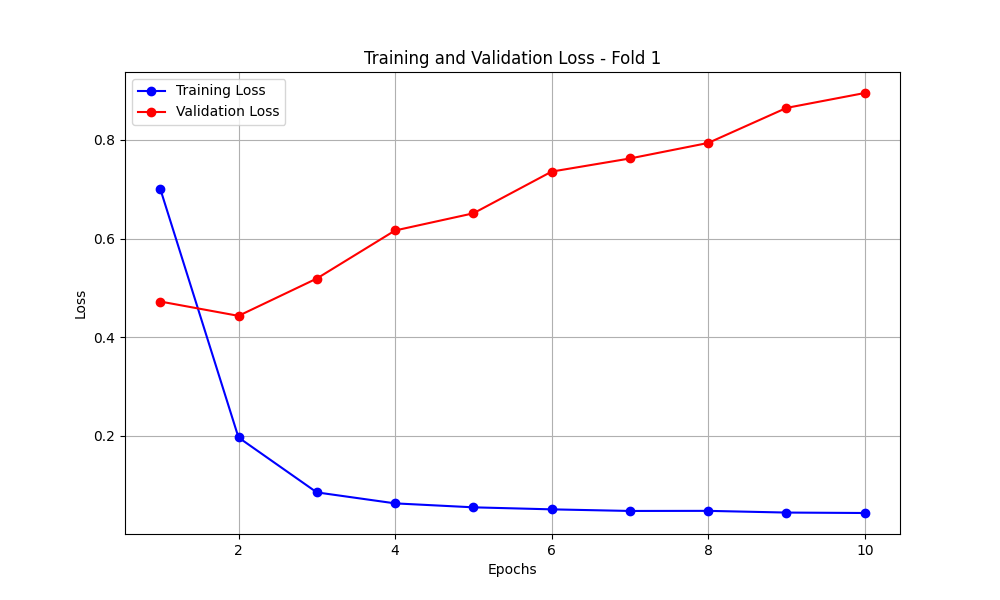 Training and Validation Loss - Fold 1
Training Loss
Validation Loss
Loss
0.8
0.6
0.4
0.2
2 4 6 8 10
Epochs